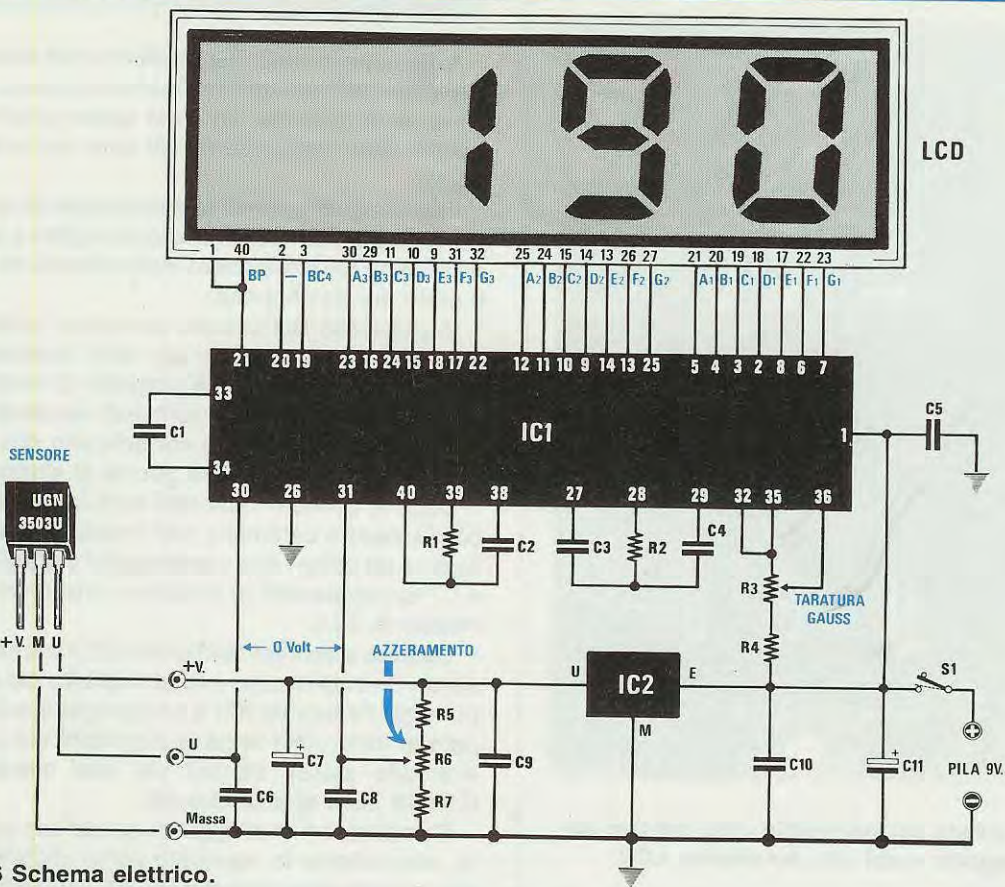 190
LCD
1 40 2 3 30 29 11 10 9 31 32 25 24 15 14 13 26 27 21 20 19 18 17 22 23
BP — BC4 A3 B3 C3 D3 E3 F3 G3 A2 B2 C2 D2 E2 F2 G2 A1 B1 C1 D1 E1 F1 G1
21 20 19 23 16 24 15 18 17 22 12 11 10 9 14 13 25 5 4 3 2 8 6 7
33
C1
34
IC1
1
C5
SENSORE
UGN
3503U
30 26 31 40 39 38 27 28 29 32 35 36
R1
C2
C3
R2
C4
R3
TARATURA
GAUSS
R4
+V. M U
0 Volt
AZZERAMENTO
+V.
U
IC2
E
M
S1
R5
R6
R7
U
C6
C7
+
C8
C9
C10
+
C11
+
PILA 9V.
−
Massa
Schema elettrico.